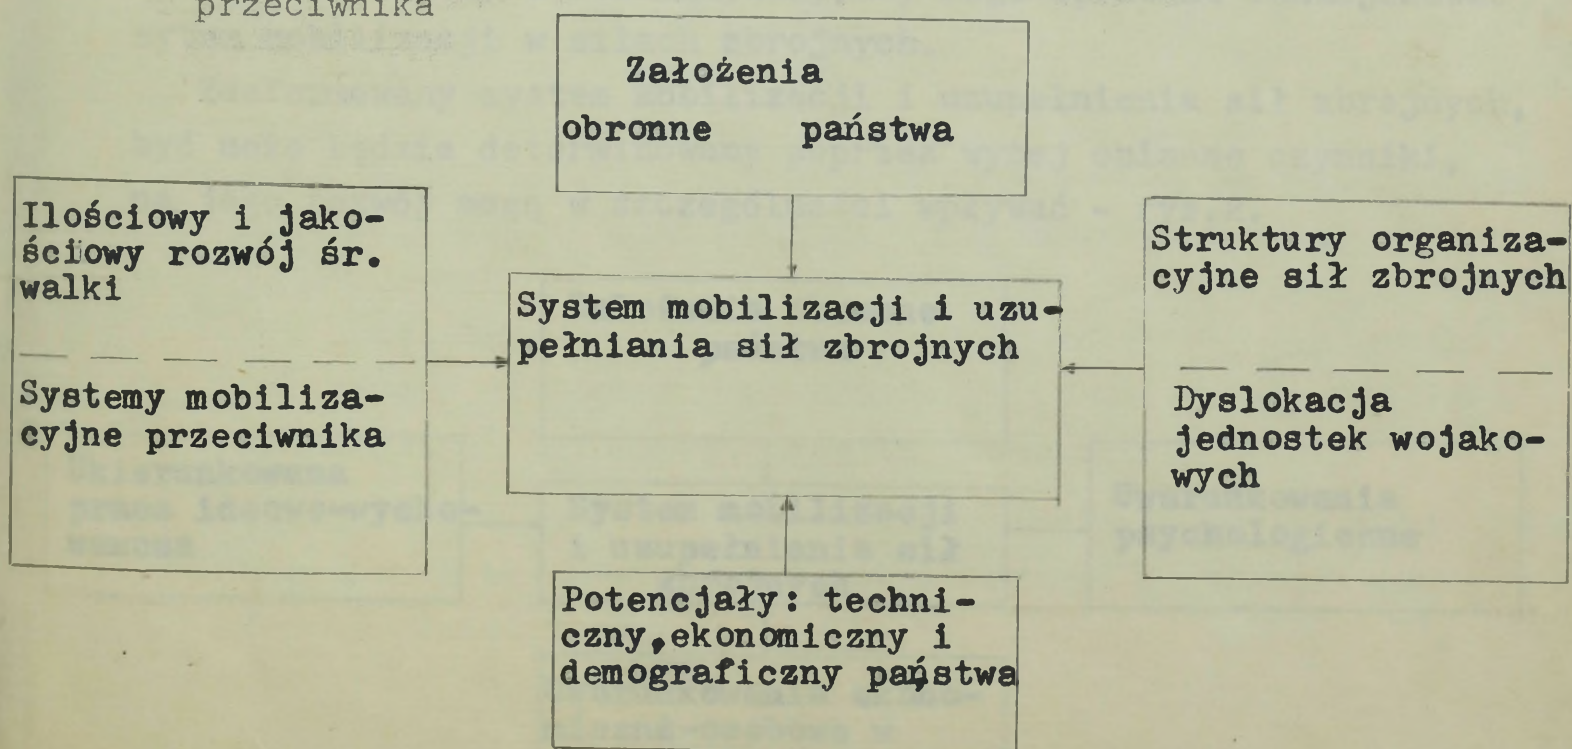 przeciwnika
Założenia
obronne państwa
Ilościowy i jako-
ściowy rozwój śr.
walki
Systemy mobiliza-
cyjne przeciwnika
System mobilizacji i uzu-
pełniania sił zbrojnych
Struktury organiza-
cyjne sił zbrojnych
Dyslokacja
jednostek wojako-
wych
Potencjały: techni-
czny,ekonomiczny i
demograficzny państwa